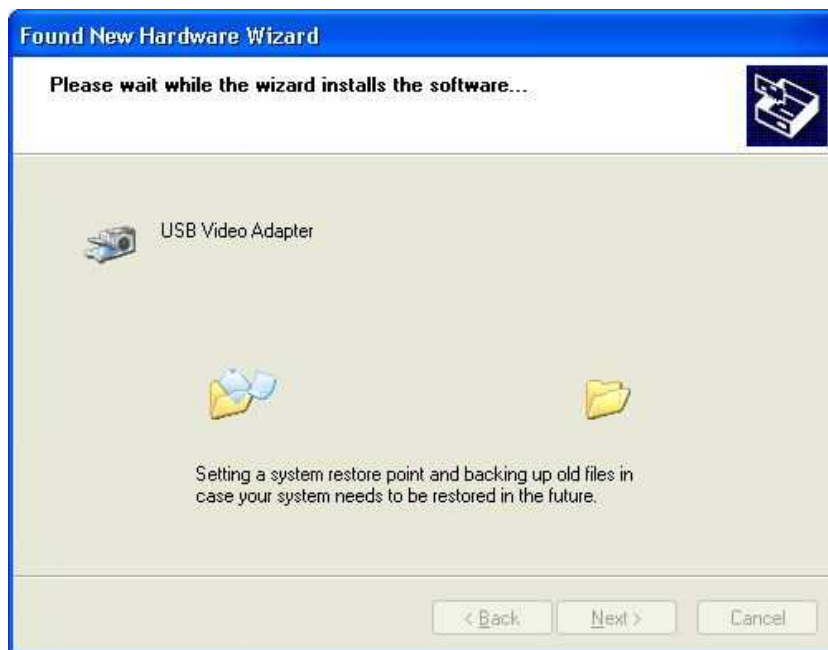 Found New Hardware Wizard
Please wait while the wizard installs the software...
USB Video Adapter
Setting a system restore point and backing up old files in
case your system needs to be restored in the future.
< Back
Next >
Cancel